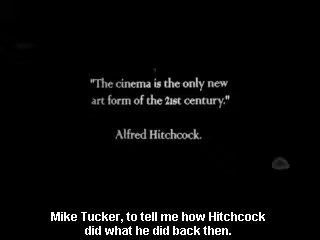 "The cinema is the only new
art form of the 21st century."
Alfred Hitchcock.
Mike Tucker, to tell me how Hitchcock
did what he did back then.